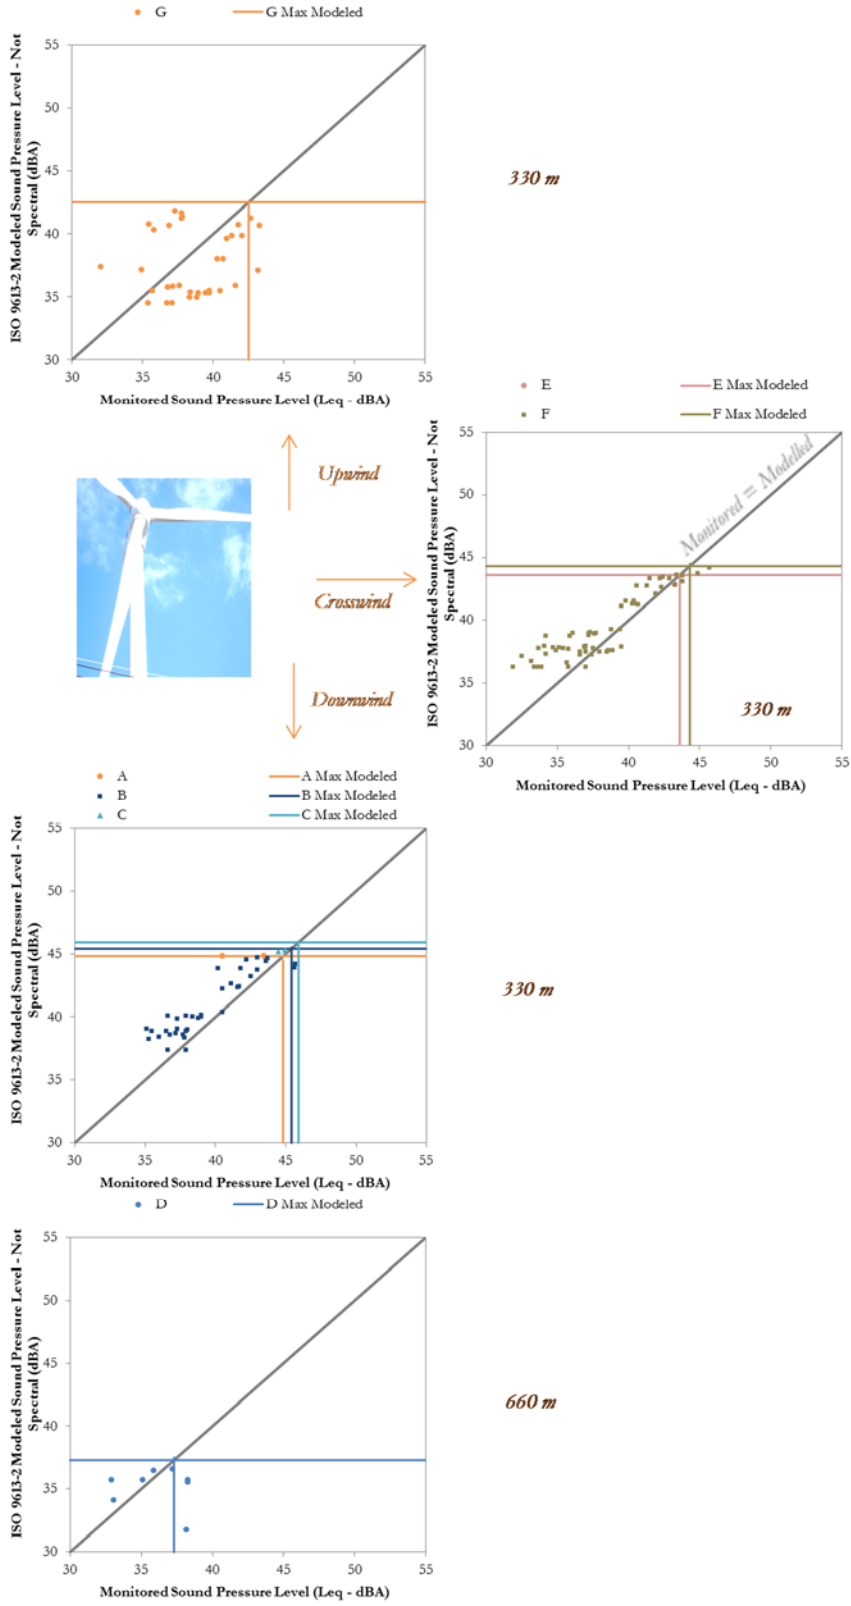 G G Max Modeled
ISO 9613-2 Modeled Sound Pressure Level - Not
Spectral (dBA)
55
50
45
40
35
30
30 35 40 45 50 55
Monitored Sound Pressure Level (Leq - dBA)
330 m
Upwind
Crosswind
Downwind
E E Max Modeled
F F Max Modeled
ISO 9613-2 Modeled Sound Pressure Level - Not
Spectral (dBA)
55
50
45
40
35
30
30 35 40 45 50 55
Monitored Sound Pressure Level (Leq - dBA)
Monitored = Modelled
330 m
A A Max Modeled
B B Max Modeled
C C Max Modeled
ISO 9613-2 Modeled Sound Pressure Level - Not
Spectral (dBA)
55
50
45
40
35
30
30 35 40 45 50 55
Monitored Sound Pressure Level (Leq - dBA)
330 m
D D Max Modeled
ISO 9613-2 Modeled Sound Pressure Level - Not
Spectral (dBA)
55
50
45
40
35
30
30 35 40 45 50 55
Monitored Sound Pressure Level (Leq - dBA)
660 m